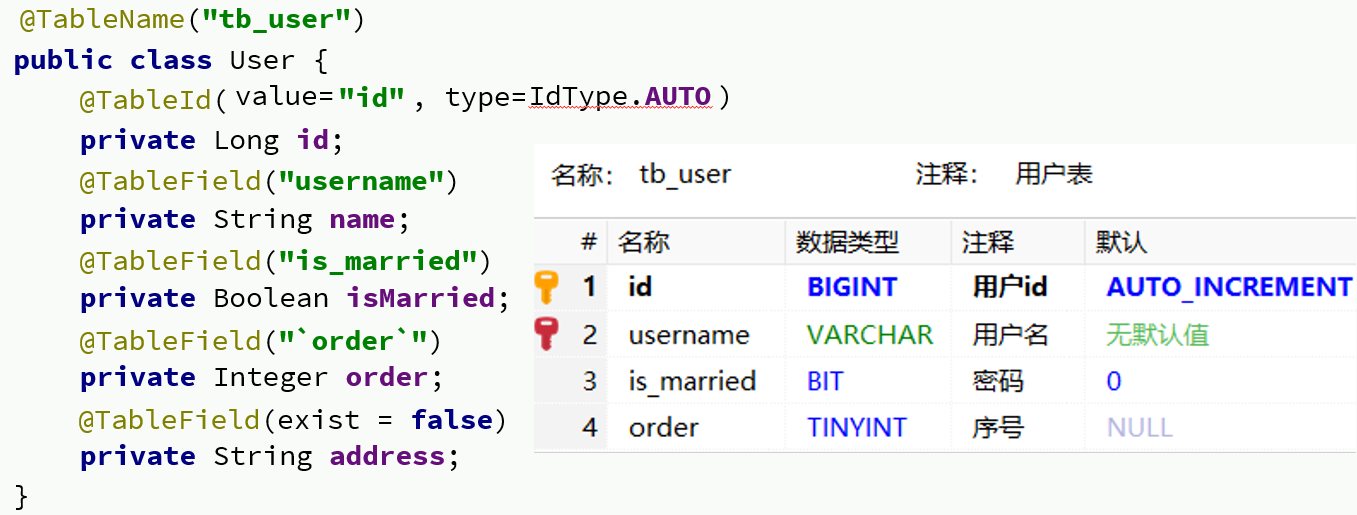 @TableName("tb_user")
public class User {
@TableId(value="id", type=IdType.AUTO)
private Long id;
@TableField("username")
private String name;
@TableField("is_married")
private Boolean isMarried;
@TableField("`order`")
private Integer order;
@TableField(exist = false)
private String address;
}
名称: tb_user 注释: 用户表
# 名称 数据类型 注释 默认
1 id BIGINT 用户id AUTO_INCREMENT
2 username VARCHAR 用户名 无默认值
3 is_married BIT 密码 0
4 order TINYINT 序号 NULL